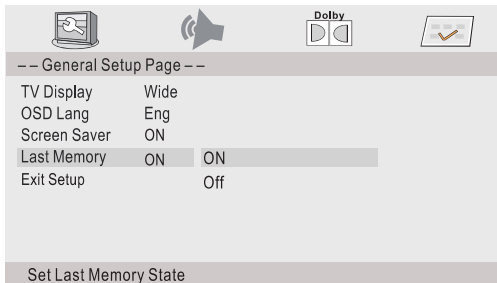 Dolby
-- General Setup Page --
TV Display Wide
OSD Lang Eng
Screen Saver ON
Last Memory ON ON
Exit Setup Off
Set Last Memory State